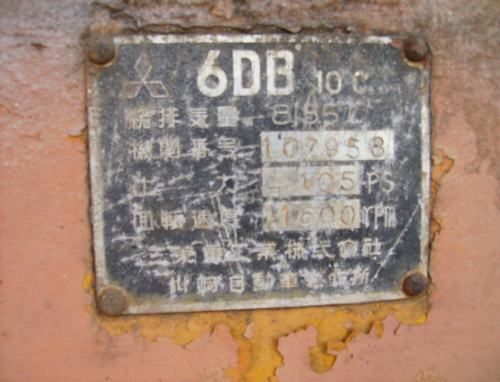 6DB 10C
総排気量 8.553ℓ
機関番号 107958
出力 105 PS
回転速度 1600 rpm
三菱重工業株式会社
川崎自動車製作所